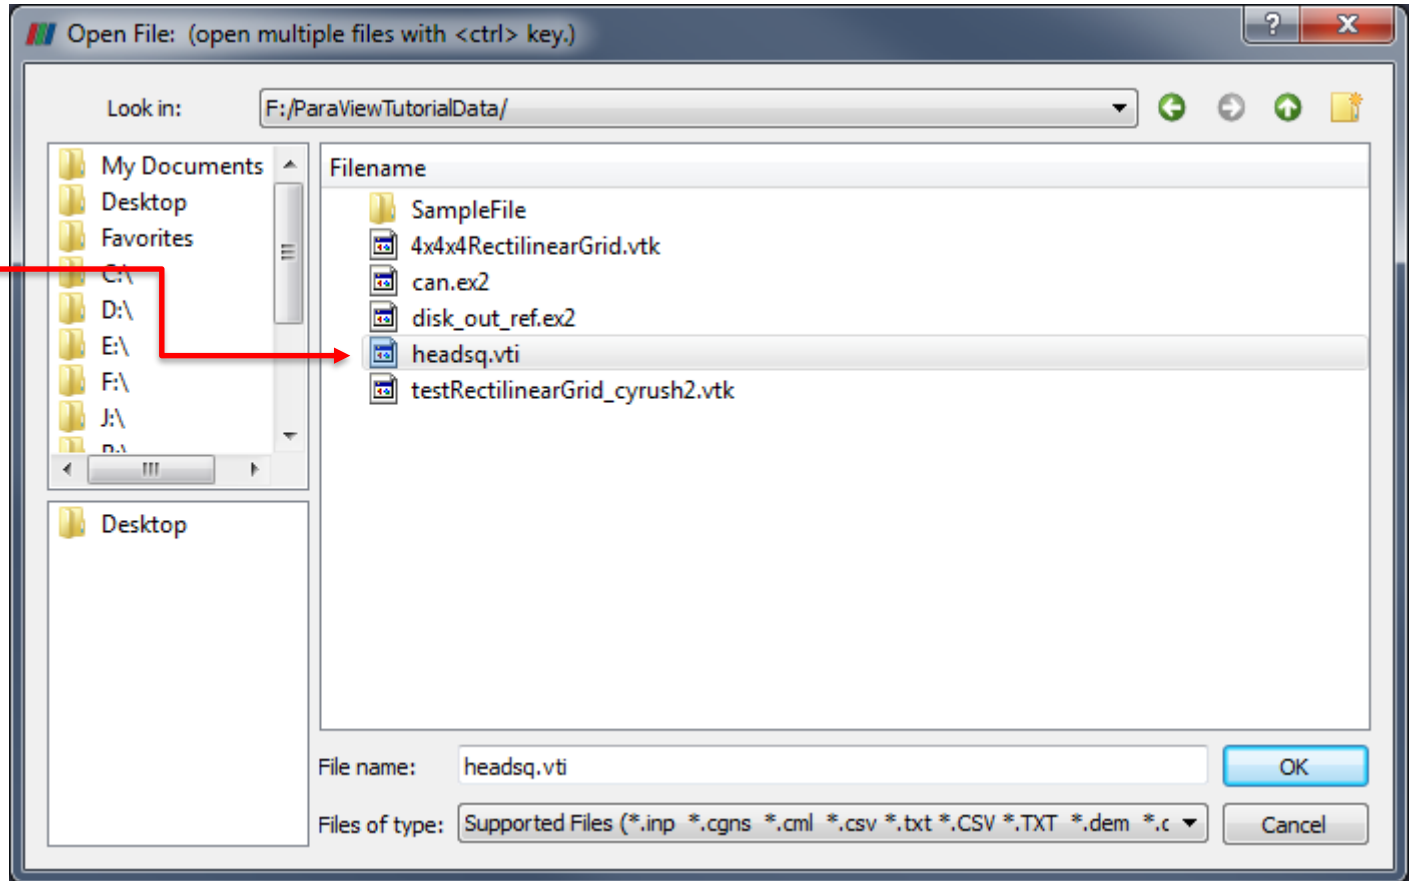 Open File: (open multiple files with <ctrl> key.)
Look in: F:/ParaViewTutorialData/
My Documents
Desktop
Favorites
C:\
D:\
E:\
F:\
J:\
Filename
SampleFile
4x4x4RectilinearGrid.vtk
can.ex2
disk_out_ref.ex2
headsq.vti
testRectilinearGrid_cyrush2.vtk
Desktop
File name: headsq.vti OK
Files of type: Supported Files (*.inp *.cgns *.cml *.csv *.txt *.CSV *.TXT *.dem *.c Cancel